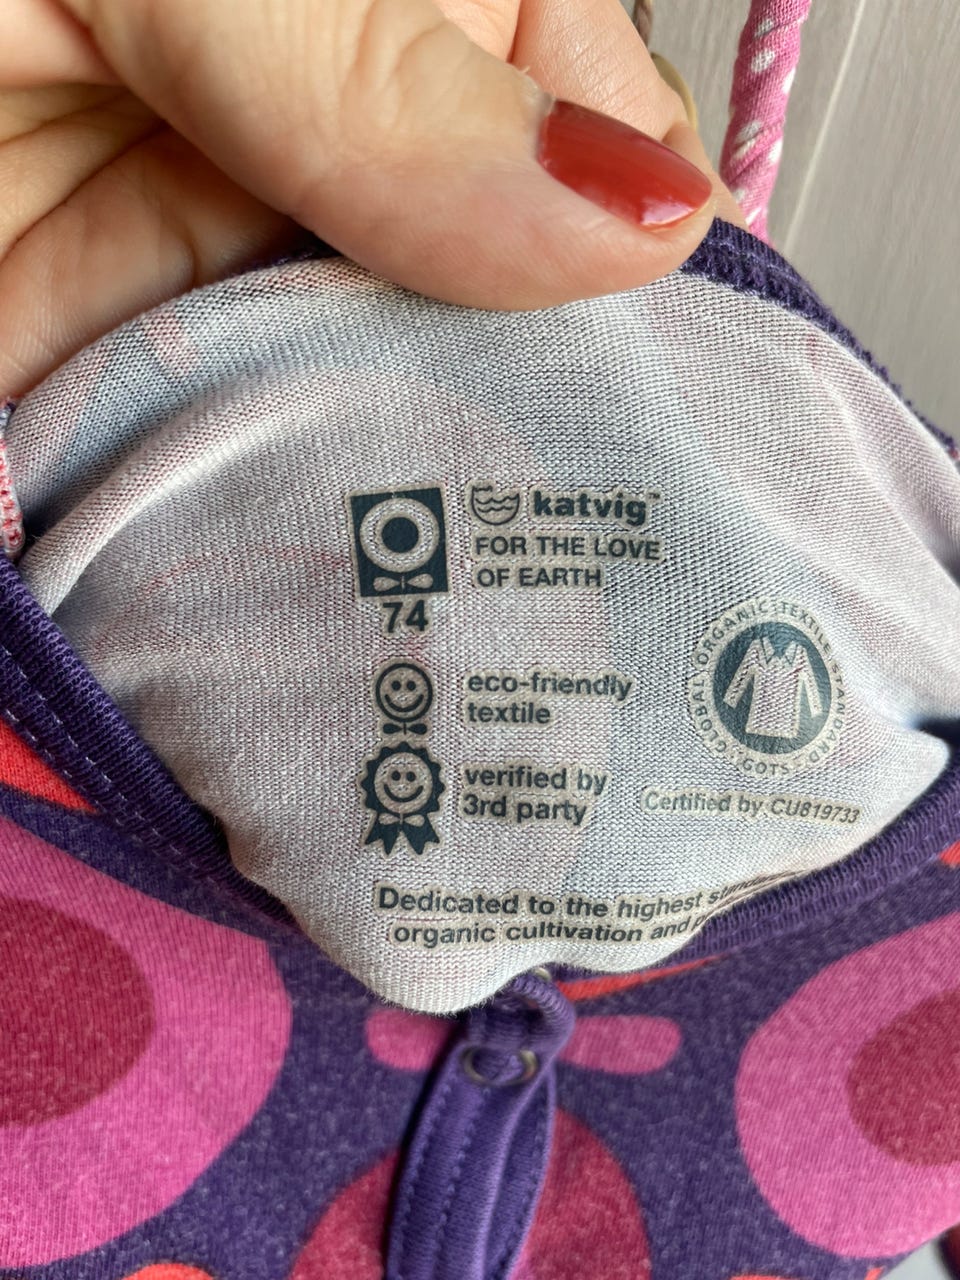 katvig™
FOR THE LOVE
OF EARTH
74
eco-friendly
textile
verified by
3rd party
GLOBAL ORGANIC TEXTILE STANDARD · GOTS ·
Certified by CU819733
Dedicated to the highest
organic cultivation and